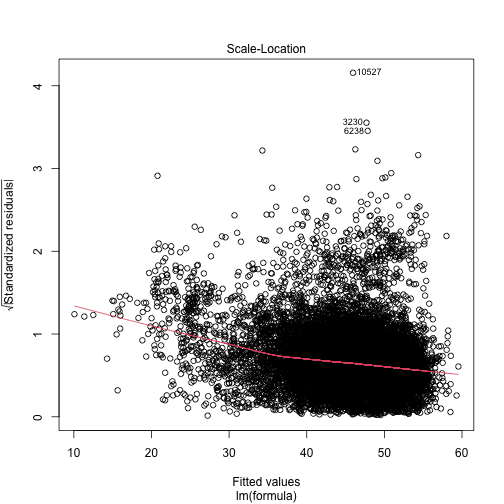 Scale-Location
10527
3230
6238
√|Standardized residuals|
4
3
2
1
0
10 20 30 40 50 60
Fitted values
lm(formula)